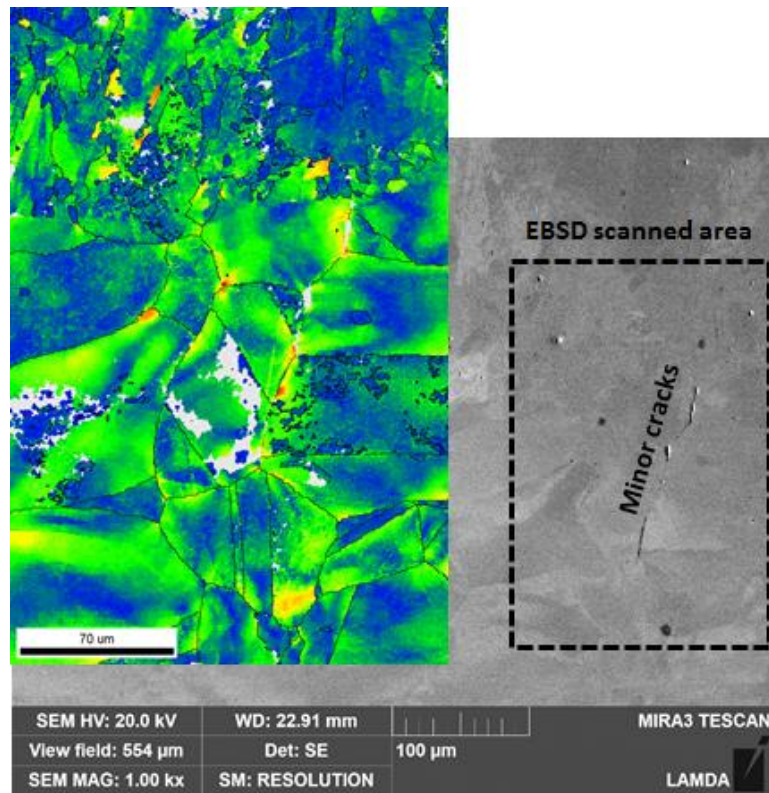 EBSD scanned area
Minor cracks
70 um
SEM HV: 20.0 kV
WD: 22.91 mm
MIRA3 TESCAN
View field: 554 µm
Det: SE
100 µm
SEM MAG: 1.00 kx
SM: RESOLUTION
LAMDA